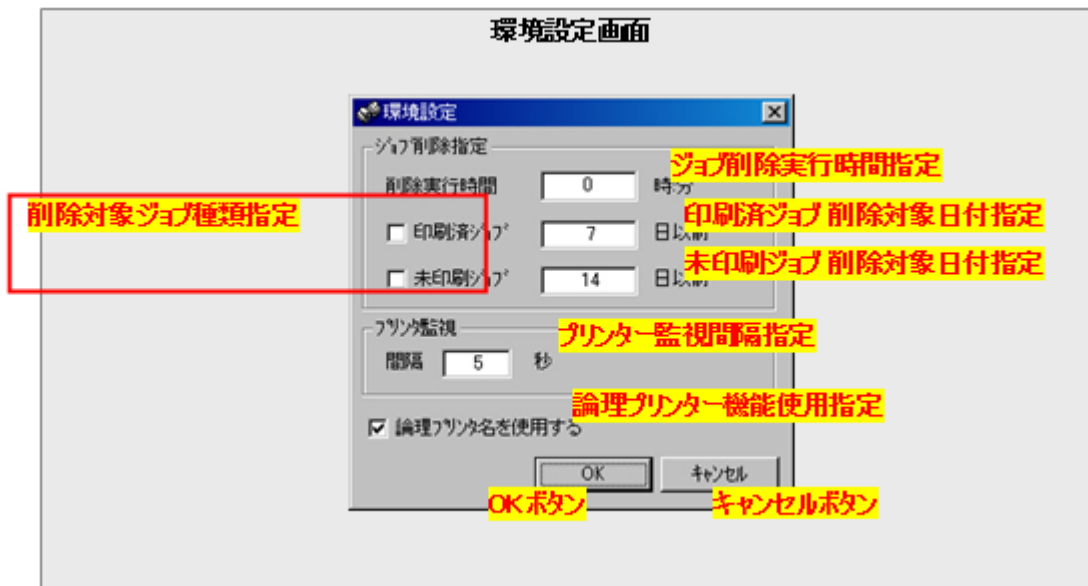 環境設定画面
環境設定
ジョブ削除指定
ジョブ削除実行時間指定
削除実行時間 0 時分
削除対象ジョブ種類指定
印刷済ジョブ 削除対象日付指定
印刷済ジョブ 7 日以前
未印刷ジョブ 削除対象日付指定
未印刷ジョブ 14 日以前
プリンタ監視
プリンター監視間隔指定
間隔 5 秒
論理プリンター機能使用指定
論理プリンタ名を使用する
OK キャンセル
OKボタン キャンセルボタン